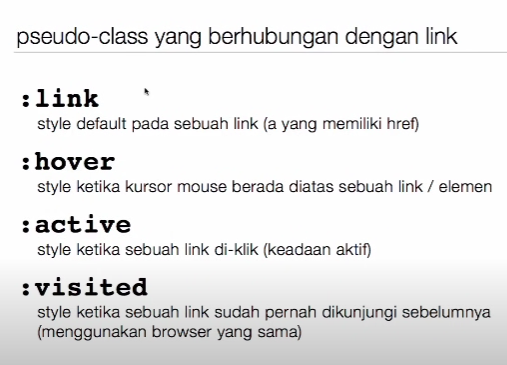 pseudo-class yang berhubungan dengan link
:link
style default pada sebuah link (a yang memiliki href)
:hover
style ketika kursor mouse berada diatas sebuah link / elemen
:active
style ketika sebuah link di-klik (keadaan aktif)
:visited
style ketika sebuah link sudah pernah dikunjungi sebelumnya
(menggunakan browser yang sama)